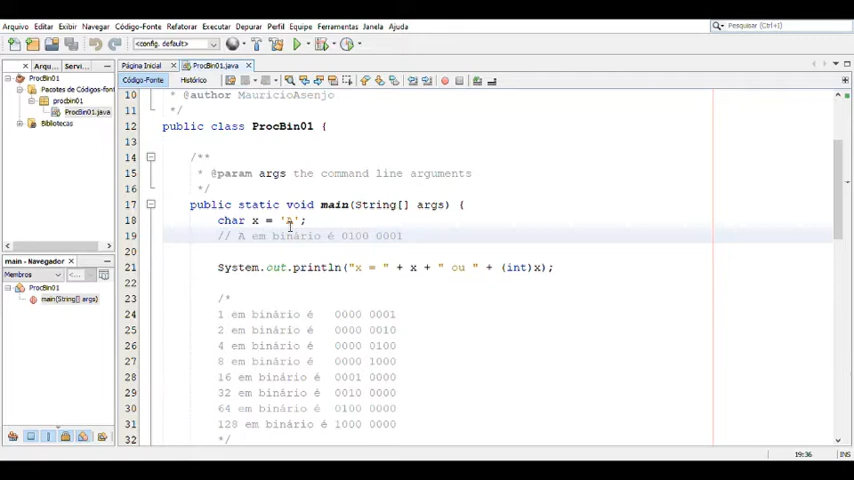 Arquivo Editar Exibir Navegar Código-Fonte Refatorar Executar Depurar Perfil Equipe Ferramentas Janela Ajuda
Pesquisar (Ctrl+I)
<config. default>
Arqu... Servi...
Página Inicial ProcBin01.java
ProcBin01
Pacotes de Códigos-font
procbin01
ProcBin01.java
Bibliotecas
Código-Fonte Histórico
10 * @author MauricioAsenjo
11 */
12 public class ProcBin01 {
13
14 /**
15 * @param args the command line arguments
16 */
17 public static void main(String[] args) {
18 char x = 'A';
19 // A em binário é 0100 0001
20
21 System.out.println("x = " + x + " ou " + (int)x);
22
23 /*
24 1 em binário é 0000 0001
25 2 em binário é 0000 0010
26 4 em binário é 0000 0100
27 8 em binário é 0000 1000
28 16 em binário é 0001 0000
29 32 em binário é 0010 0000
30 64 em binário é 0100 0000
31 128 em binário é 1000 0000
32 */
main - Navegador
Membros <...
ProcBin01
main(String[] args)
19:36 INS